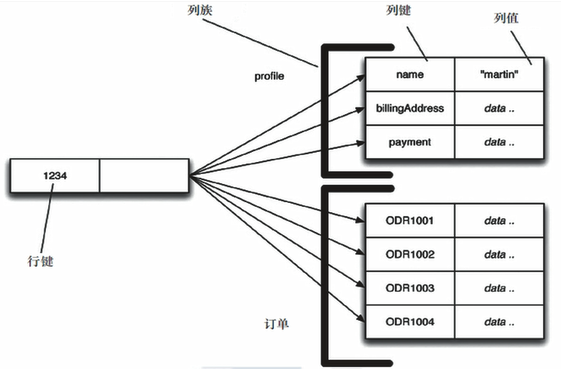 列族
列键
列值
profile
name "martin"
billingAddress data ..
payment data ..
1234
行键
ODR1001 data ..
ODR1002 data ..
ODR1003 data ..
ODR1004 data ..
订单